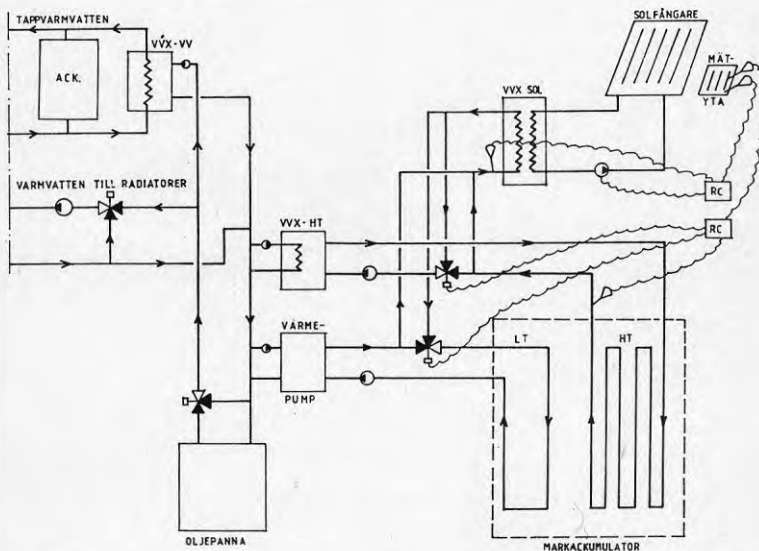 TAPPVARMVATTEN
VVX-VV
ACK.
SOLFÅNGARE
MÄT-
YTA
VVX SOL
RC
RC
VARMVATTEN TILL RADIATORER
VVX-HT
VÄRME-
PUMP
LT
HT
OLJEPANNA
MARKACKUMULATOR